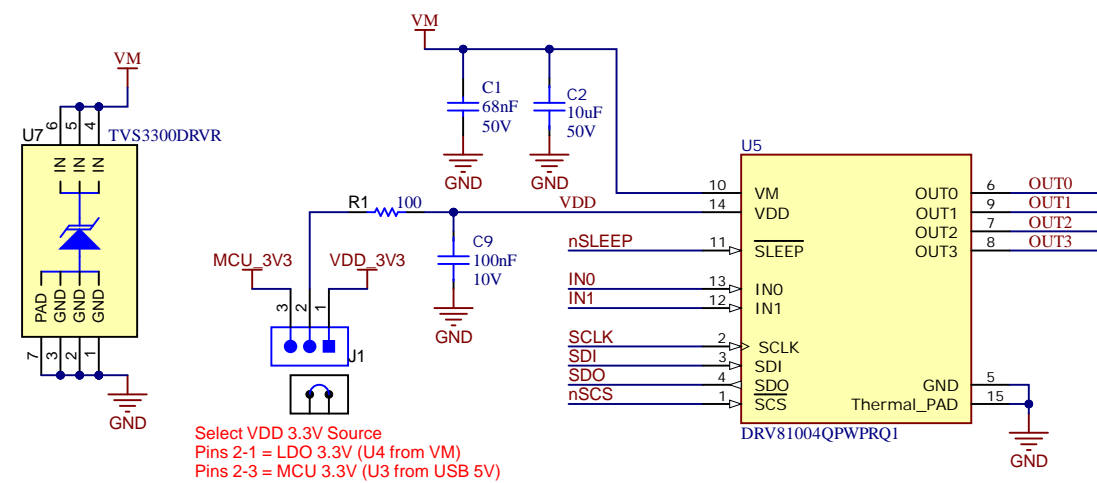 VM
VM
C1
68nF
50V
C2
10uF
50V
GND
GND
U7
TVS3300DRVR
6
5
4
IN
IN
IN
PAD
GND
GND
GND
7
3
2
1
GND
R1
100
VDD
C9
100nF
10V
GND
MCU_3V3
VDD_3V3
3
2
1
J1
Select VDD 3.3V Source
Pins 2-1 = LDO 3.3V (U4 from VM)
Pins 2-3 = MCU 3.3V (U3 from USB 5V)
U5
10 VM
14 VDD
nSLEEP 11 SLEEP
IN0 13 IN0
IN1 12 IN1
SCLK 2 SCLK
SDI 3 SDI
SDO 4 SDO
nSCS 1 SCS
OUT0 6 OUT0
OUT1 9 OUT1
OUT2 7 OUT2
OUT3 8 OUT3
GND 5
Thermal_PAD 15
DRV81004QPWPRQ1
GND